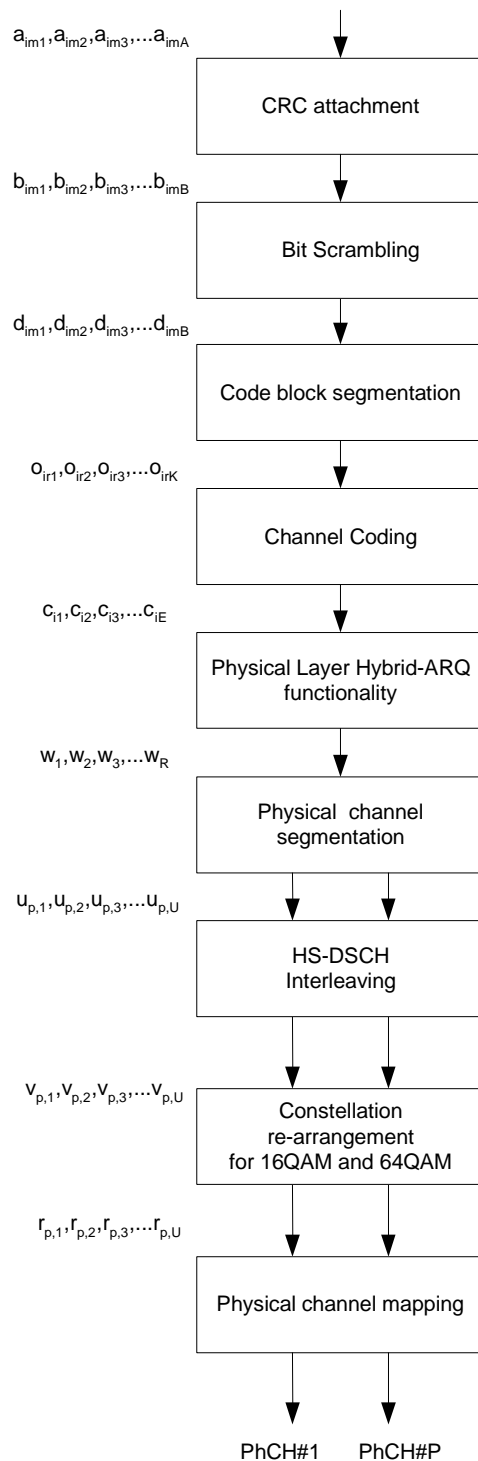 a_im1,a_im2,a_im3,...a_imA
CRC attachment
b_im1,b_im2,b_im3,...b_imB
Bit Scrambling
d_im1,d_im2,d_im3,...d_imB
Code block segmentation
o_ir1,o_ir2,o_ir3,...o_irK
Channel Coding
c_i1,c_i2,c_i3,...c_iE
Physical Layer Hybrid-ARQ
functionality
w_1,w_2,w_3,...w_R
Physical channel
segmentation
u_p,1,u_p,2,u_p,3,...u_p,U
HS-DSCH
Interleaving
v_p,1,v_p,2,v_p,3,...v_p,U
Constellation
re-arrangement
for 16QAM and 64QAM
r_p,1,r_p,2,r_p,3,...r_p,U
Physical channel mapping
PhCH#1 PhCH#P